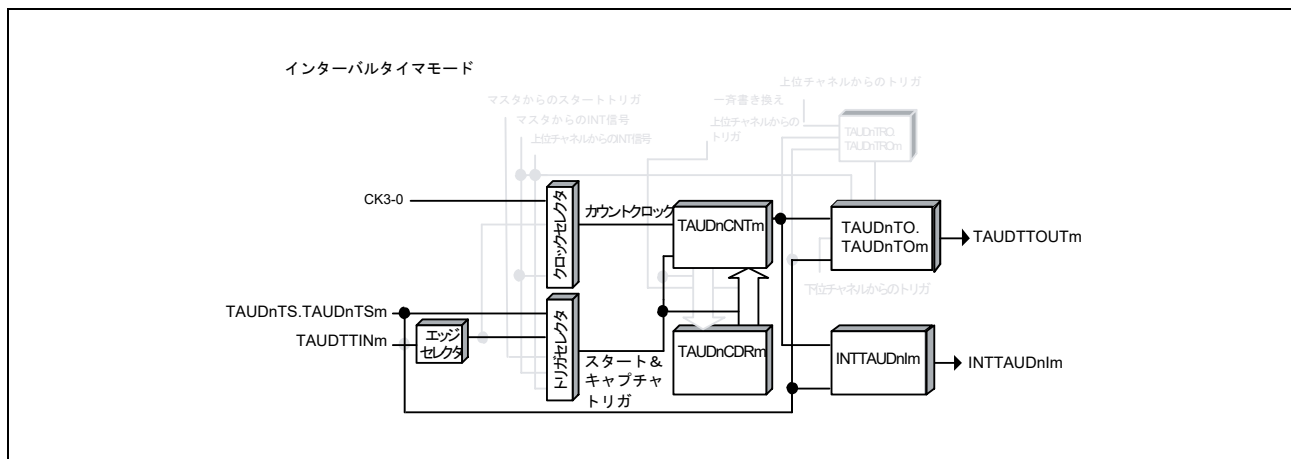 インターバルタイマモード
上位チャネルからのトリガ
マスタからのスタートトリガ
一斉書き換え
マスタからのINT信号
上位チャネルからの
トリガ
上位チャネルからのINT信号
TAUDnTRO.
TAUDnTROm
CK3-0
クロックセレクタ
カウントクロック
TAUDnCNTm
TAUDnTO.
TAUDnTOm
TAUDTTOUTm
下位チャネルからのトリガ
TAUDnTS.TAUDnTSm
TAUDTTINm
エッジ
セレクタ
トリガセレクタ
スタート&
キャプチャ
トリガ
TAUDnCDRm
INTTAUDnIm
INTTAUDnIm